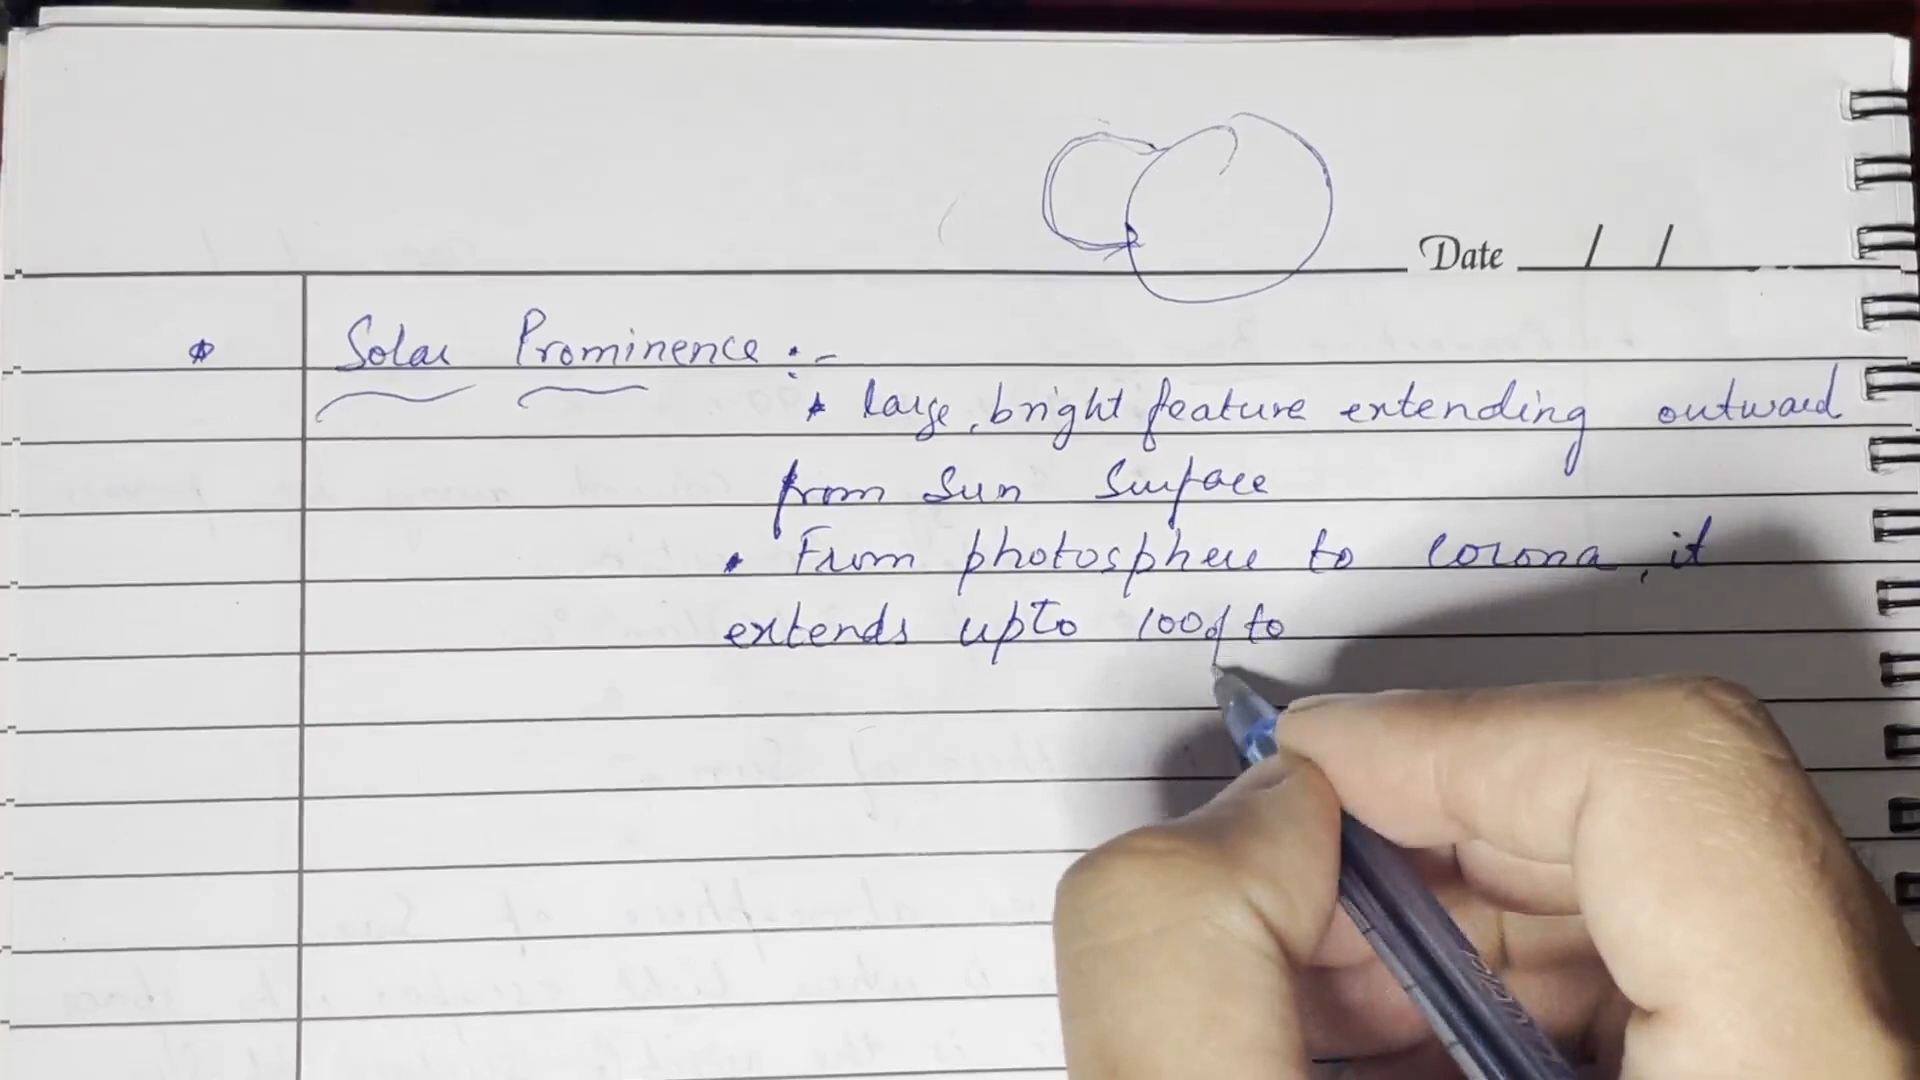 Date / /
* Solar Prominence :-
* large, bright feature extending outward
from Sun Surface
• From photosphere to corona, it
extends upto 100 to